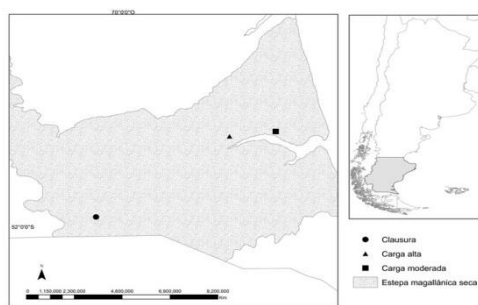 70°0'0"O
52°0'0"S
N
0 1,150,000 2,300,000 4,600,000 6,900,000 9,200,000
Km
Clausura
Carga alta
Carga moderada
Estepa magallánica seca